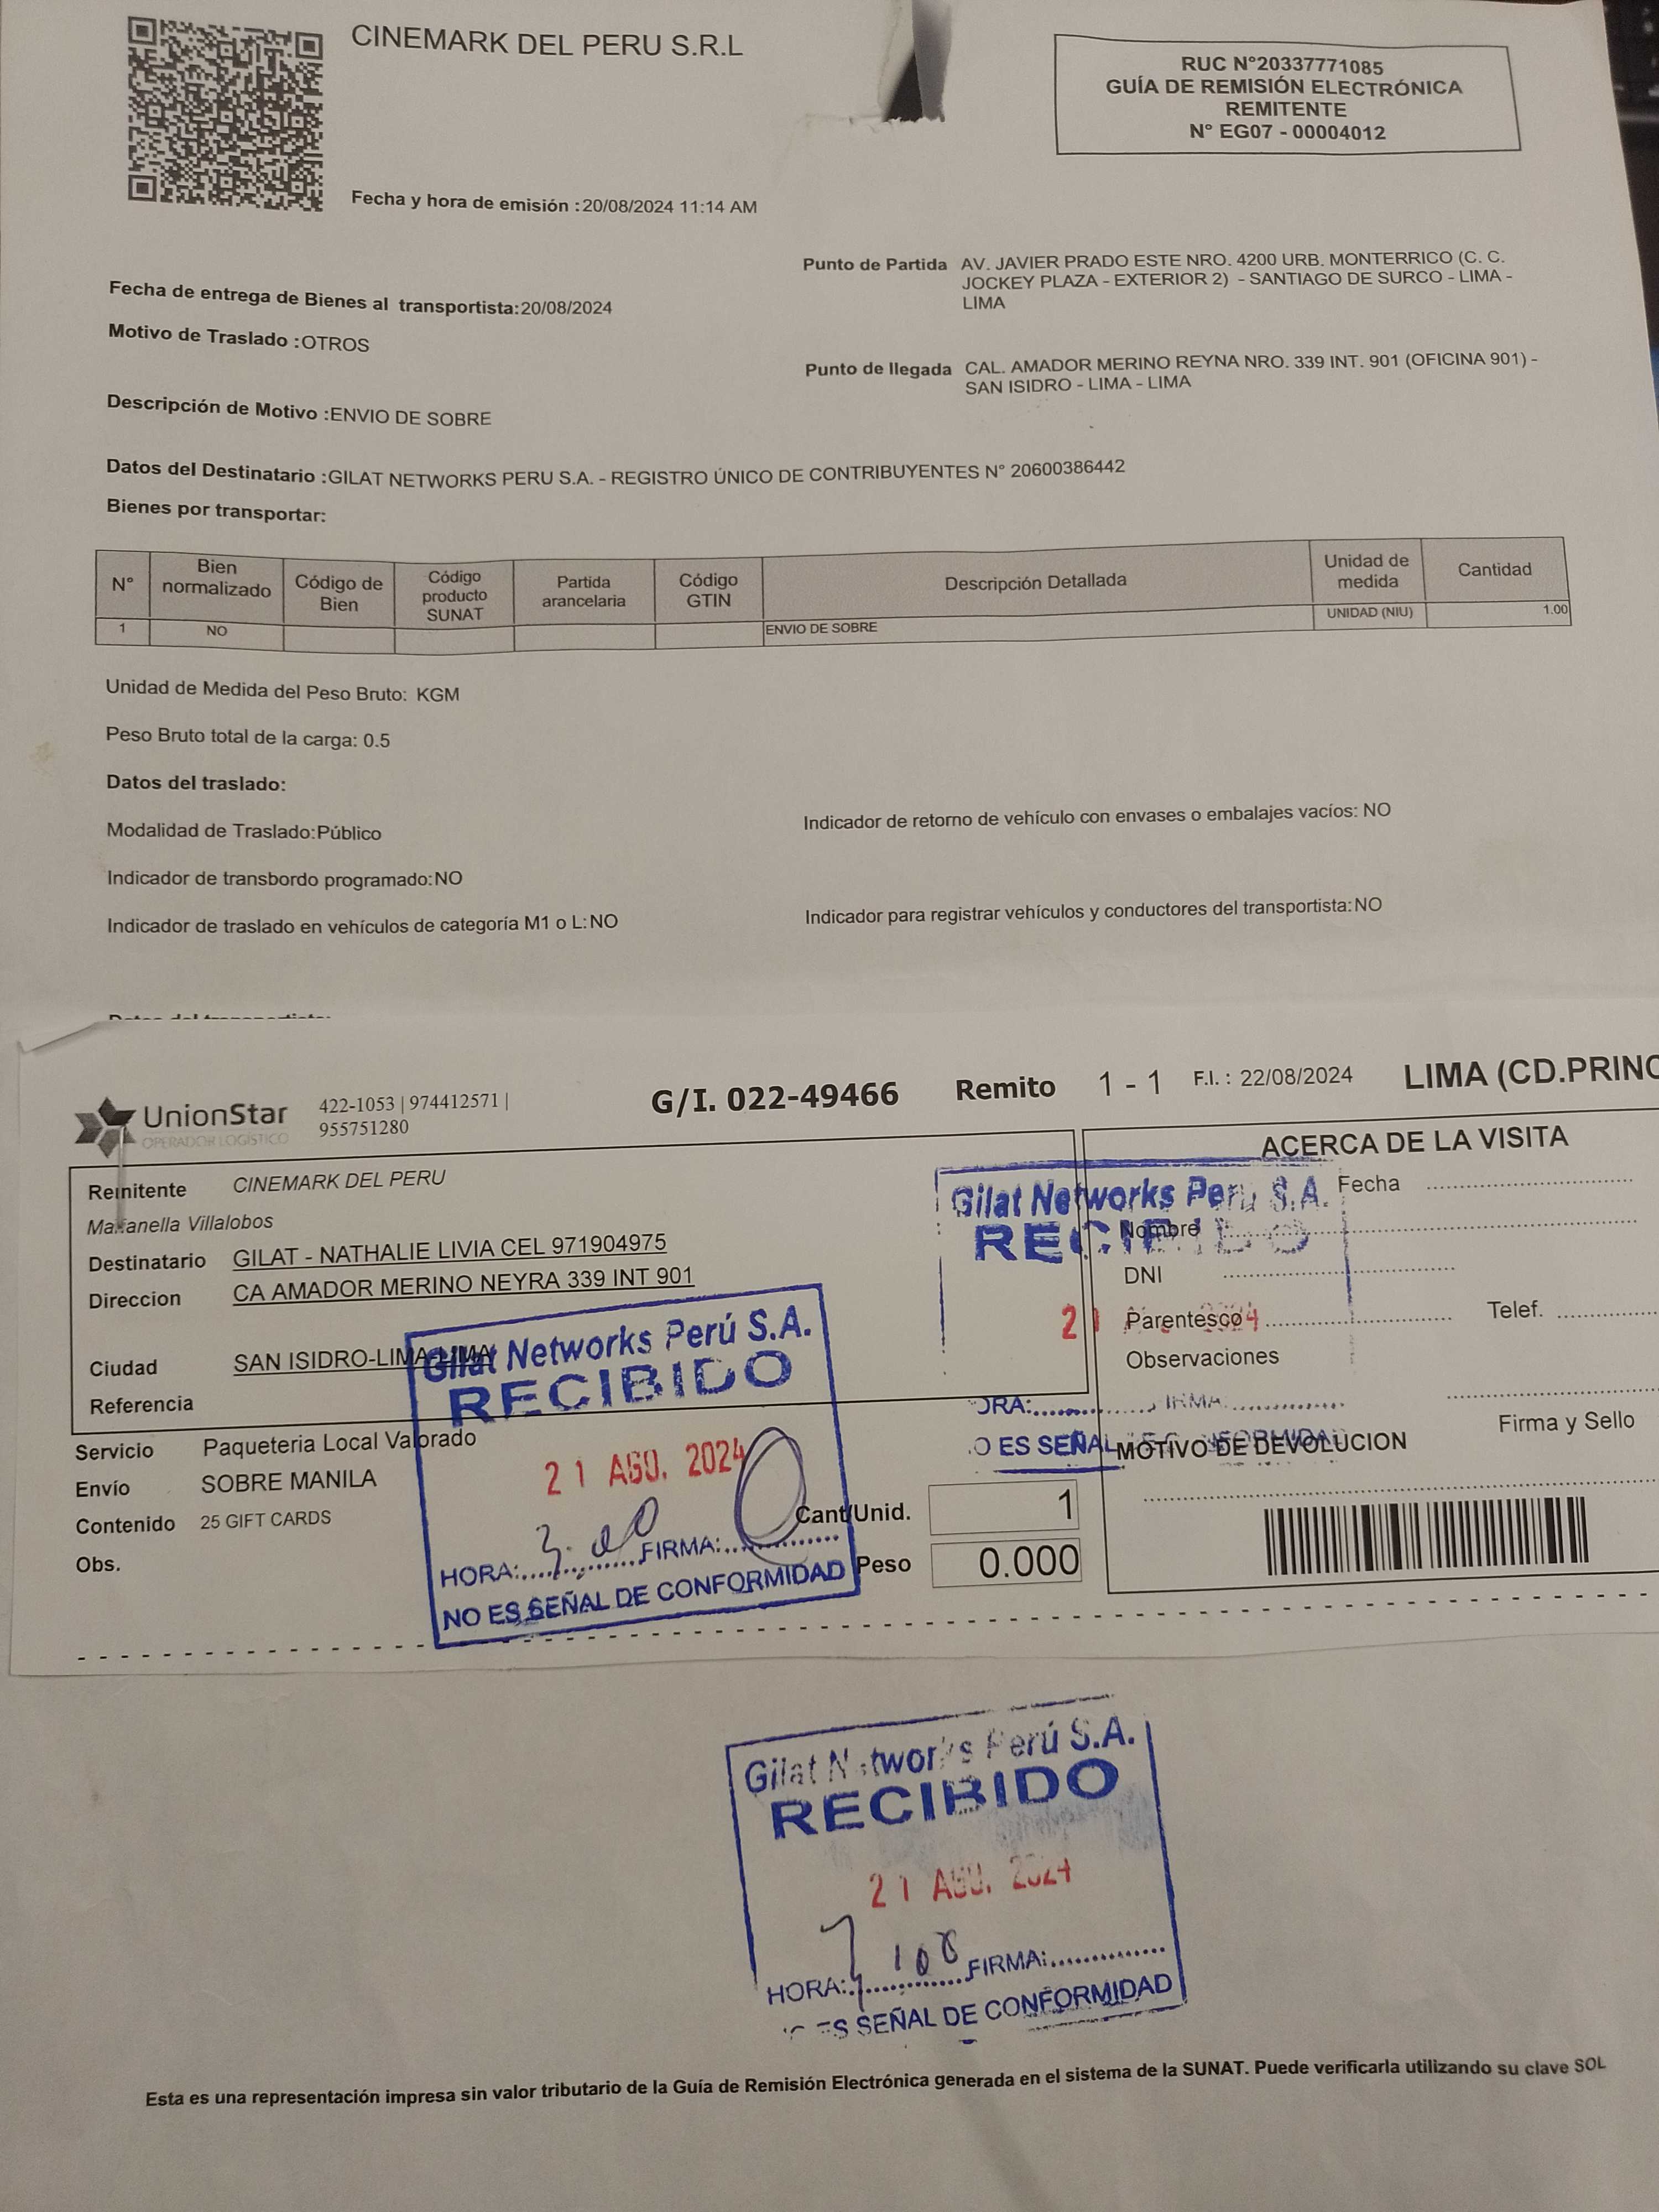 CINEMARK DEL PERU S.R.L
RUC N°20337771085
GUÍA DE REMISIÓN ELECTRÓNICA
REMITENTE
N° EG07 - 00004012
Fecha y hora de emisión :20/08/2024 11:14 AM
Fecha de entrega de Bienes al transportista:20/08/2024
Motivo de Traslado :OTROS
Descripción de Motivo :ENVIO DE SOBRE
Punto de Partida AV. JAVIER PRADO ESTE NRO. 4200 URB. MONTERRICO (C. C.
JOCKEY PLAZA - EXTERIOR 2) - SANTIAGO DE SURCO - LIMA -
LIMA
Punto de llegada CAL. AMADOR MERINO REYNA NRO. 339 INT. 901 (OFICINA 901) -
SAN ISIDRO - LIMA - LIMA
Datos del Destinatario :GILAT NETWORKS PERU S.A. - REGISTRO ÚNICO DE CONTRIBUYENTES N° 20600386442
Bienes por transportar:
N° Bien normalizado Código de Bien Código producto SUNAT Partida arancelaria Código GTIN Descripción Detallada Unidad de medida Cantidad
1 NO ENVIO DE SOBRE UNIDAD (NIU) 1.00
Unidad de Medida del Peso Bruto: KGM
Peso Bruto total de la carga: 0.5
Datos del traslado:
Modalidad de Traslado:Público
Indicador de retorno de vehículo con envases o embalajes vacíos: NO
Indicador de transbordo programado:NO
Indicador de traslado en vehículos de categoría M1 o L:NO
Indicador para registrar vehículos y conductores del transportista:NO
UnionStar
OPERADOR LOGÍSTICO
422-1053 | 974412571 |
955751280
G/I. 022-49466 Remito 1 - 1 F.I. : 22/08/2024 LIMA (CD.PRINC
Remitente CINEMARK DEL PERU
Villalobos
Destinatario GILAT - NATHALIE LIVIA CEL 971904975
Direccion CA AMADOR MERINO NEYRA 339 INT 901
Ciudad SAN ISIDRO-LIMA-LIMA
Referencia
Servicio Paqueteria Local Valorado
Envío SOBRE MANILA
Contenido 25 GIFT CARDS
Obs.
Cant/Unid. 1
Peso 0.000
ACERCA DE LA VISITA
Fecha
Nombre
DNI
Parentesco
Telef.
Observaciones
Firma y Sello
MOTIVO DE DEVOLUCION
Gilat Networks Perú S.A.
RECIBIDO
Gilat Networks Perú S.A.
RECIBIDO
21 AGO. 2024
HORA: 3.00 FIRMA:
NO ES SEÑAL DE CONFORMIDAD
Gilat Networks Perú S.A.
RECIBIDO
21 AGO. 2024
HORA: FIRMA:
ES SEÑAL DE CONFORMIDAD
Esta es una representación impresa sin valor tributario de la Guía de Remisión Electrónica generada en el sistema de la SUNAT. Puede verificarla utilizando su clave SOL